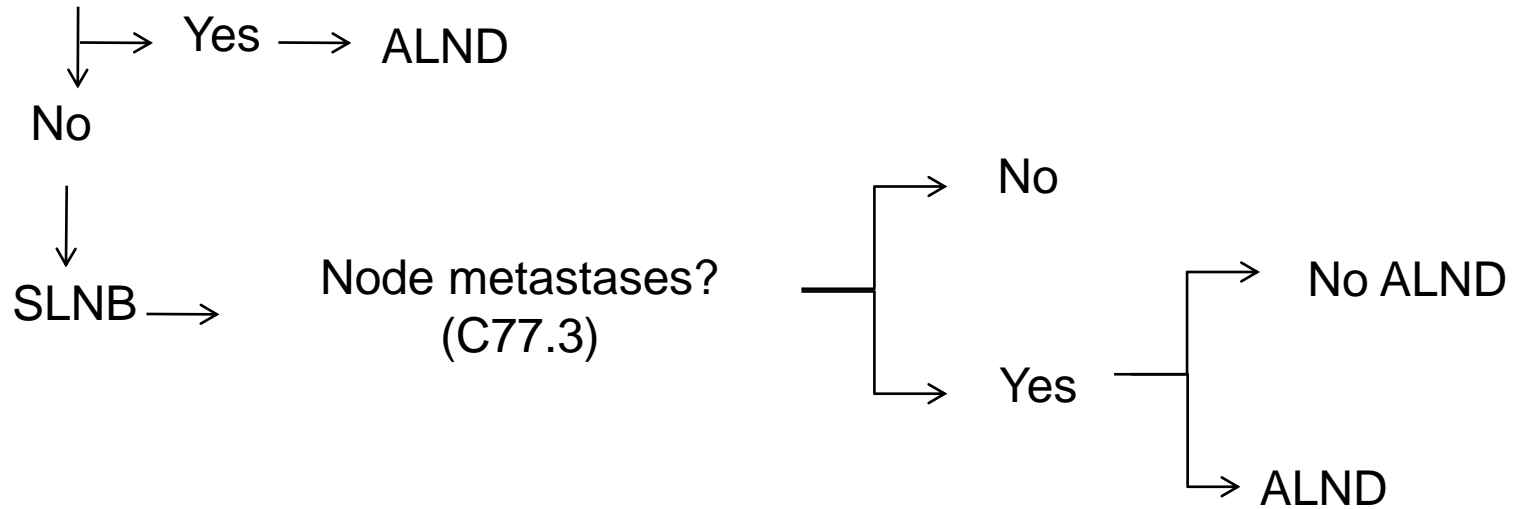 Yes
ALND
No
No
Node metastases?
(C77.3)
SLNB
No ALND
Yes
ALND